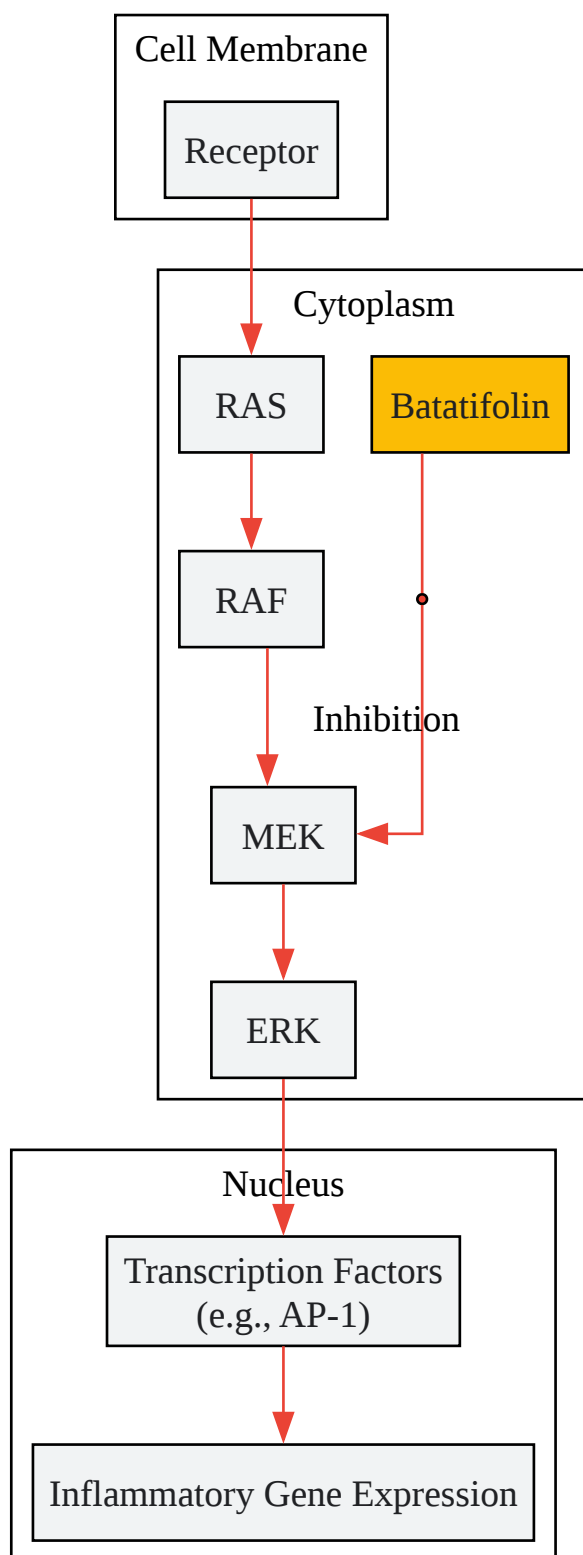 Cell Membrane
Receptor
Cytoplasm
RAS
Batatifolin
RAF
Inhibition
MEK
ERK
Nucleus
Transcription Factors
(e.g., AP-1)
Inflammatory Gene Expression